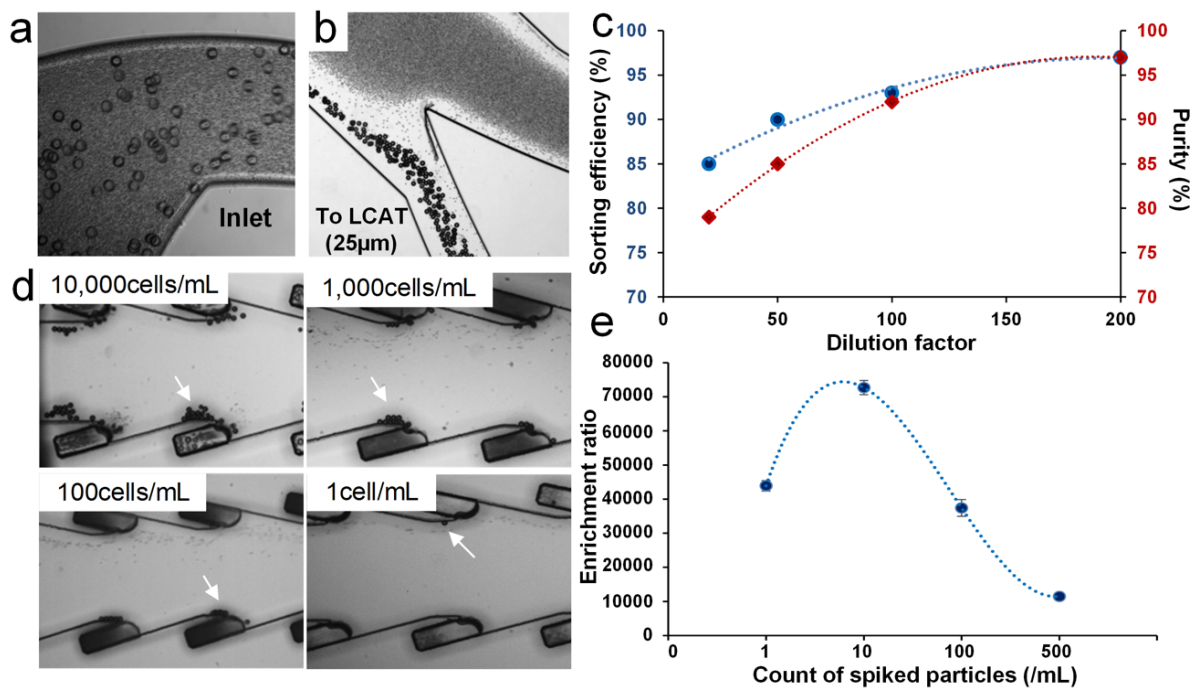 a
Inlet
b
To LCAT
(25µm)
c
100
95
90
85
80
75
70
Sorting efficiency (%)
0
50
100
150
200
Dilution factor
100
95
90
85
80
75
70
Purity (%)
d
10,000cells/mL
1,000cells/mL
100cells/mL
1cell/mL
e
80000
70000
60000
50000
40000
30000
20000
10000
0
Enrichment ratio
0
1
10
100
500
Count of spiked particles (/mL)